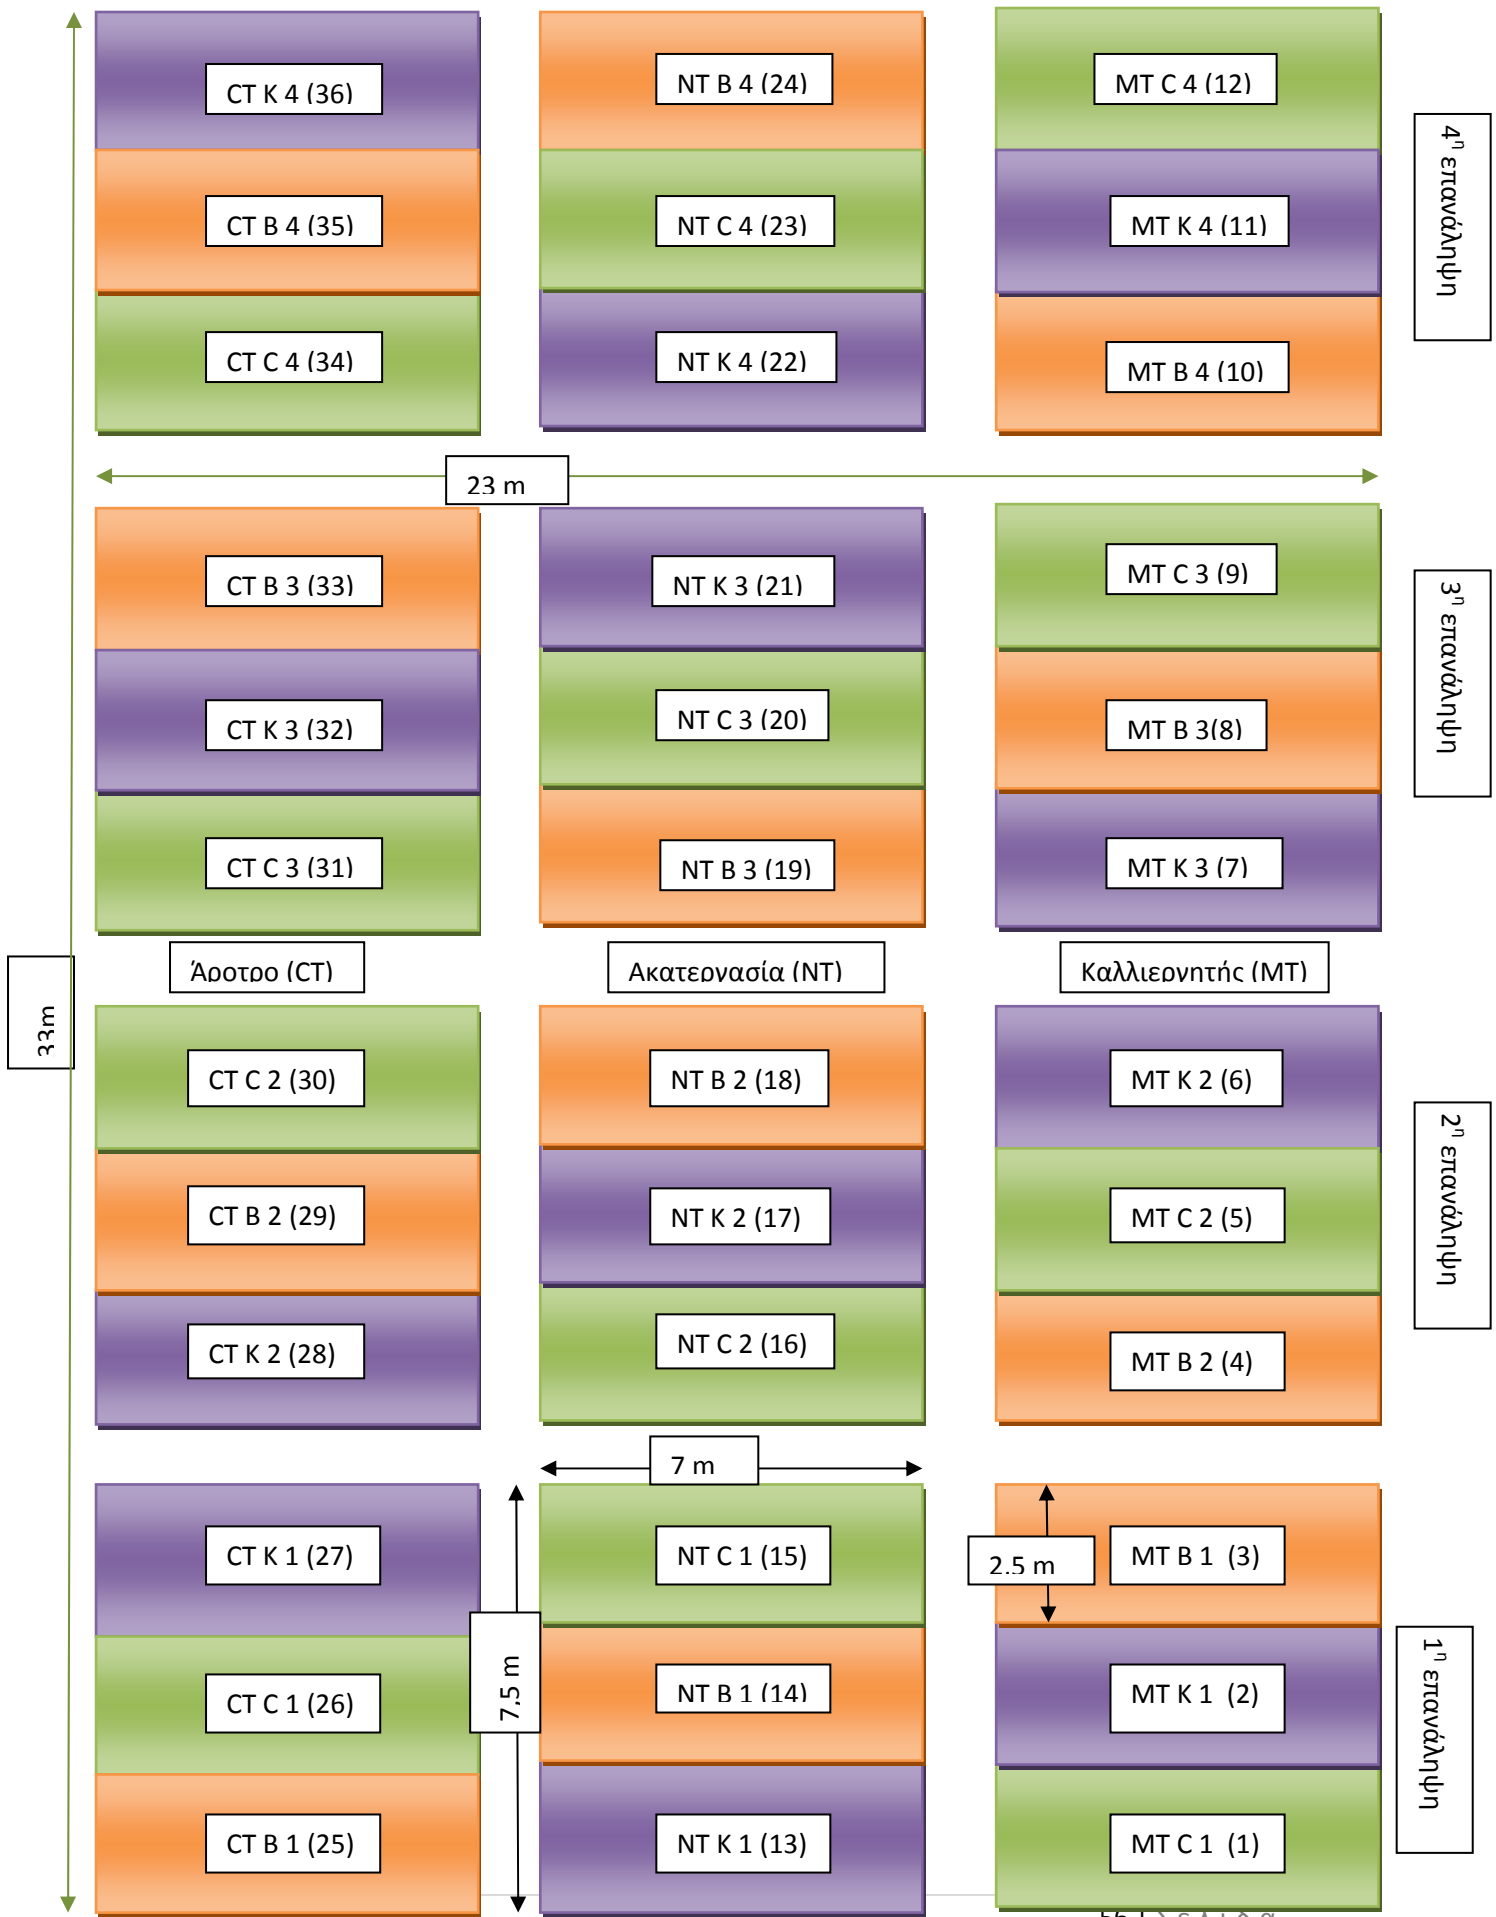 CT K 4 (36)
NT B 4 (24)
MT C 4 (12)
4η επανάληψη
CT B 4 (35)
NT C 4 (23)
MT K 4 (11)
CT C 4 (34)
NT K 4 (22)
MT B 4 (10)
23 m
CT B 3 (33)
NT K 3 (21)
MT C 3 (9)
3η επανάληψη
CT K 3 (32)
NT C 3 (20)
MT B 3(8)
CT C 3 (31)
NT B 3 (19)
MT K 3 (7)
Άροτρο (CT)
Ακατεργασία (NT)
Καλλιεργητής (MT)
33m
CT C 2 (30)
NT B 2 (18)
MT K 2 (6)
2η επανάληψη
CT B 2 (29)
NT K 2 (17)
MT C 2 (5)
CT K 2 (28)
NT C 2 (16)
MT B 2 (4)
7 m
CT K 1 (27)
NT C 1 (15)
2,5 m
MT B 1 (3)
7,5 m
CT C 1 (26)
NT B 1 (14)
MT K 1 (2)
1η επανάληψη
CT B 1 (25)
NT K 1 (13)
MT C 1 (1)